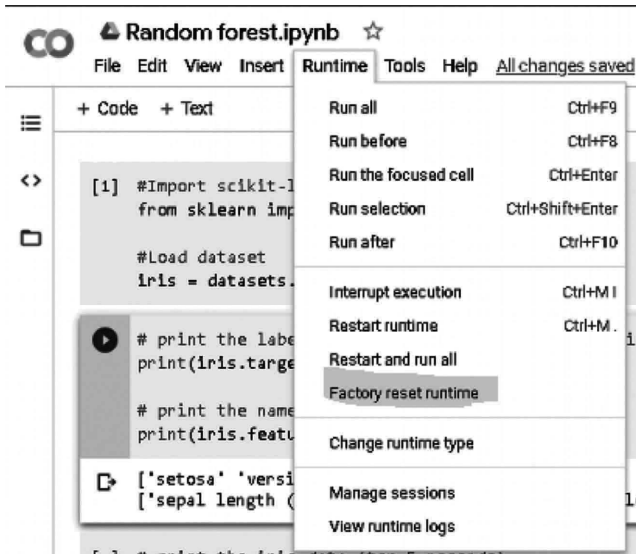 CO
Random forest.ipynb
File Edit View Insert Runtime Tools Help All changes saved
+ Code + Text
Run all Ctrl+F9
Run before Ctrl+F8
Run the focused cell Ctrl+Enter
Run selection Ctrl+Shift+Enter
Run after Ctrl+F10
Interrupt execution Ctrl+M I
Restart runtime Ctrl+M .
Restart and run all
Factory reset runtime
Change runtime type
Manage sessions
View runtime logs
[1] #Import scikit-l
from sklearn imp
#Load dataset
iris = datasets.
# print the labe
print(iris.targe
# print the name
print(iris.featu
['setosa' 'versi
['sepal length (